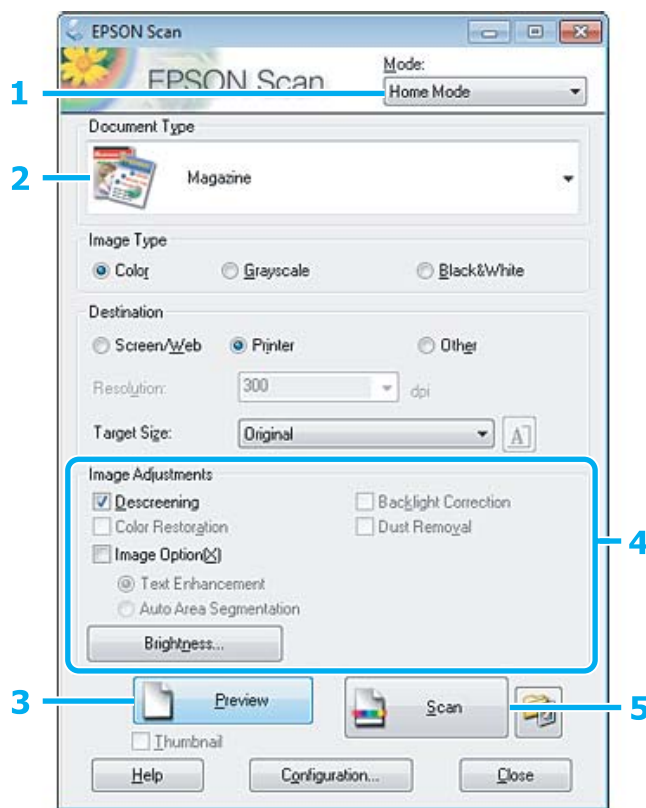 EPSON Scan
EPSON Scan
Mode:
1
Home Mode
Document Type
2
Magazine
Image Type
Color Grayscale Black&White
Destination
Screen/Web Printer Other
Resolution: 300 dpi
Target Size: Original A
Image Adjustments
Descreening Backlight Correction
Color Restoration Dust Removal
4
Image Option(X)
Text Enhancement
Auto Area Segmentation
Brightness...
3 Preview Scan 5
Thumbnail
Help Configuration... Close